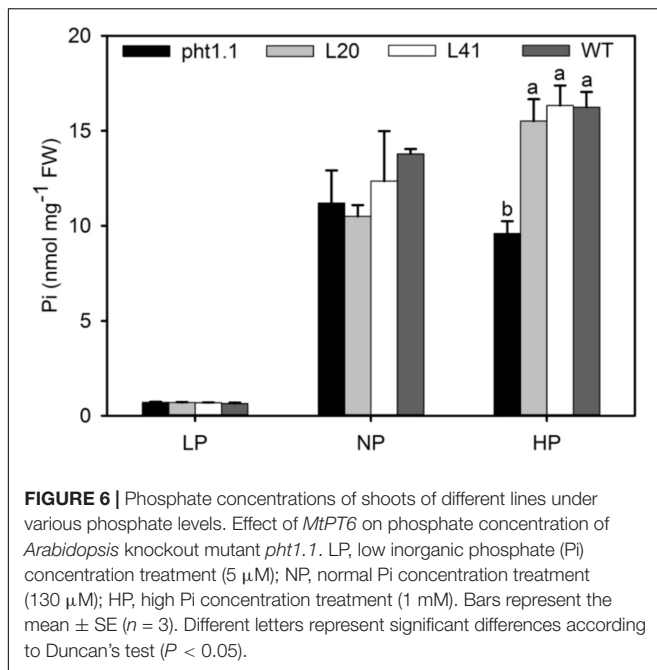 20
pht1.1 L20 L41 WT
a a a
15
b
10
5
0
Pi (nmol mg⁻¹ FW)
LP NP HP
FIGURE 6 | Phosphate concentrations of shoots of different lines under
various phosphate levels. Effect of MtPT6 on phosphate concentration of
Arabidopsis knockout mutant pht1.1. LP, low inorganic phosphate (Pi)
concentration treatment (5 μM); NP, normal Pi concentration treatment
(130 μM); HP, high Pi concentration treatment (1 mM). Bars represent the
mean ± SE (n = 3). Different letters represent significant differences according
to Duncan's test (P < 0.05).